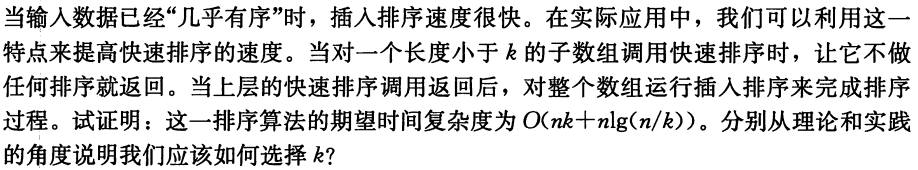 当输入数据已经“几乎有序”时，插入排序速度很快。在实际应用中，我们可以利用这一
特点来提高快速排序的速度。当对一个长度小于 k 的子数组调用快速排序时，让它不做
任何排序就返回。当上层的快速排序调用返回后，对整个数组运行插入排序来完成排序
过程。试证明：这一排序算法的期望时间复杂度为 O(nk+nlg(n/k))。分别从理论和实践
的角度说明我们应该如何选择 k?